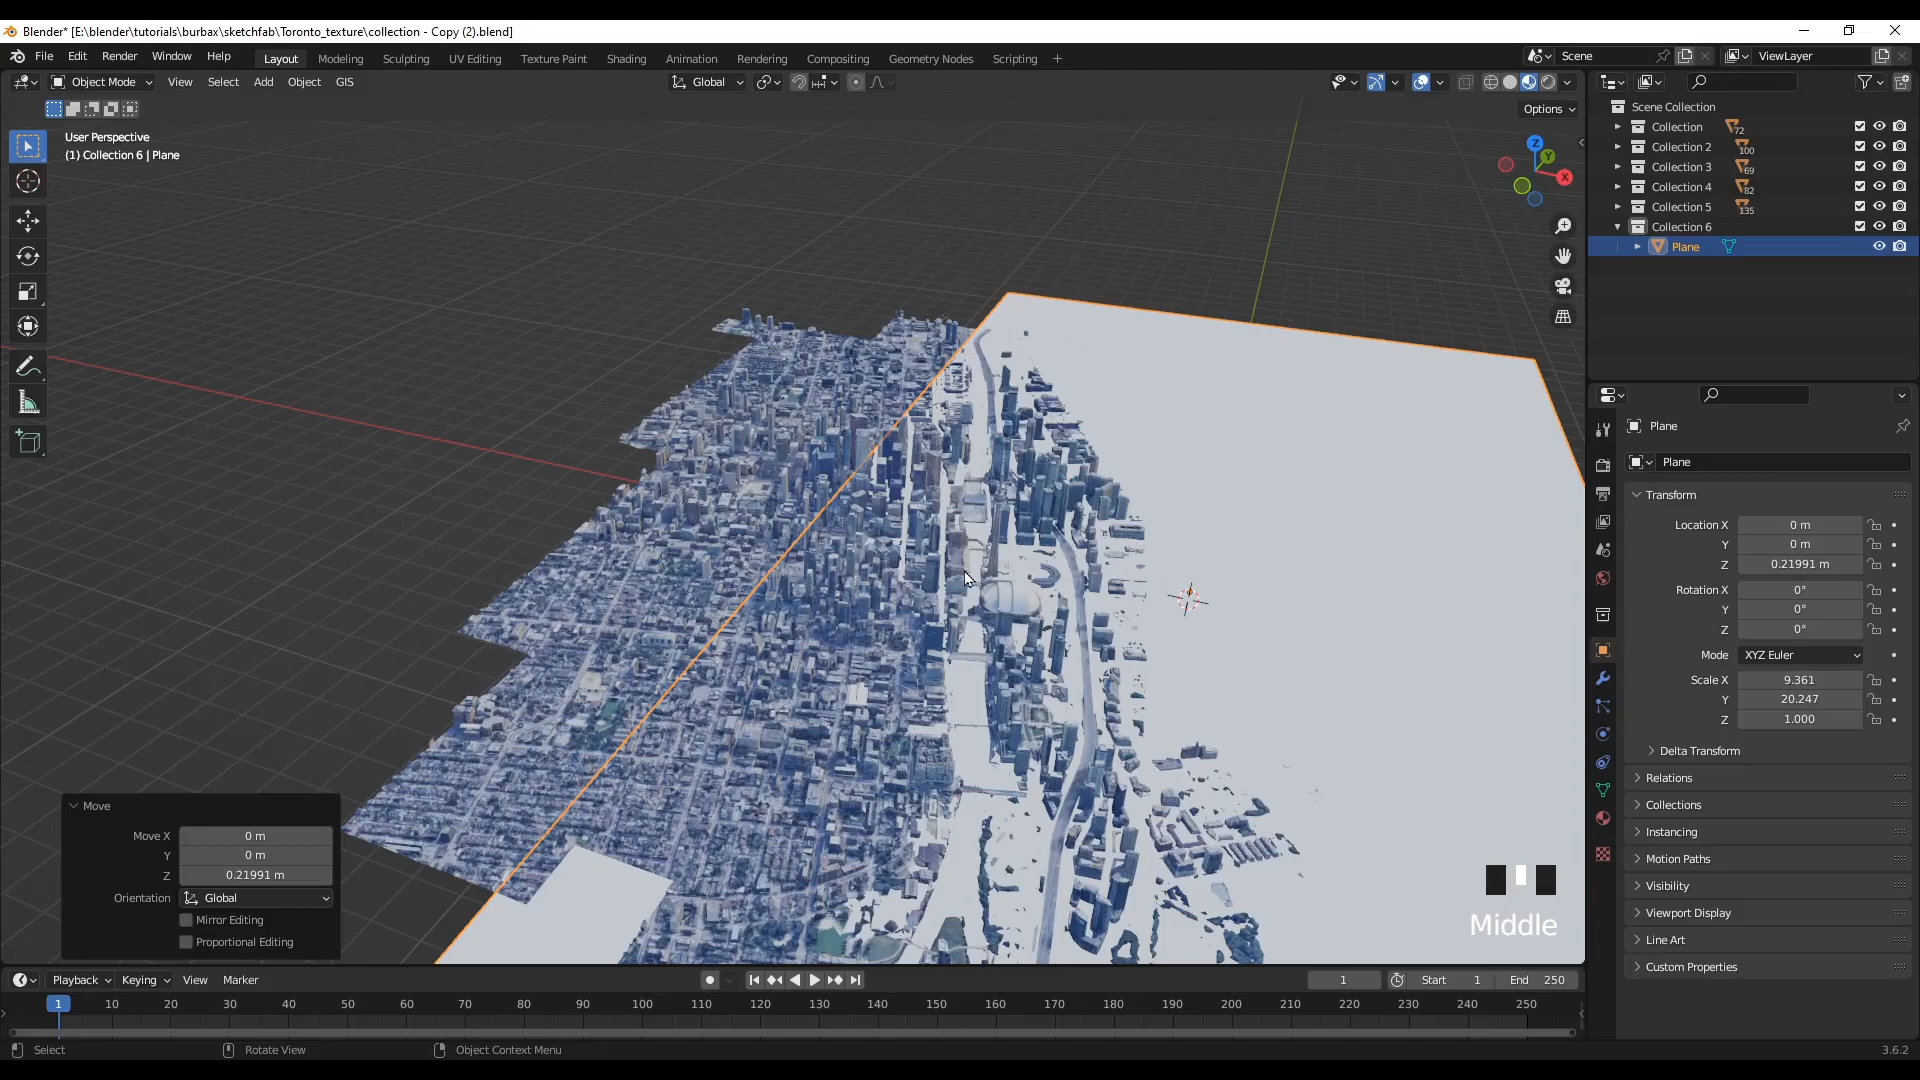 Blender* [E:\blender\tutorials\burbax\sketchfab\Toronto_texture\collection - Copy (2).blend]
File Edit Render Window Help Layout Modeling Sculpting UV Editing Texture Paint Shading Animation Rendering Compositing Geometry Nodes Scripting + Scene ViewLayer
Object Mode View Select Add Object GIS Global
Options
User Perspective
(1) Collection 6 | Plane
Z
Y
X
Scene Collection
Collection 72
Collection 2 100
Collection 3 69
Collection 4 82
Collection 5 135
Collection 6
Plane
Plane
Plane
Transform
Location X 0 m
Y 0 m
Z 0.21991 m
Rotation X 0°
Y 0°
Z 0°
Mode XYZ Euler
Scale X 9.361
Y 20.247
Z 1.000
Delta Transform
Relations
Collections
Instancing
Motion Paths
Visibility
Viewport Display
Line Art
Custom Properties
Move
Move X 0 m
Y 0 m
Z 0.21991 m
Orientation Global
Mirror Editing
Proportional Editing
Middle
Playback Keying View Marker 1 Start 1 End 250
1 10 20 30 40 50 60 70 80 90 100 110 120 130 140 150 160 170 180 190 200 210 220 230 240 250
Select Rotate View Object Context Menu 3.6.2